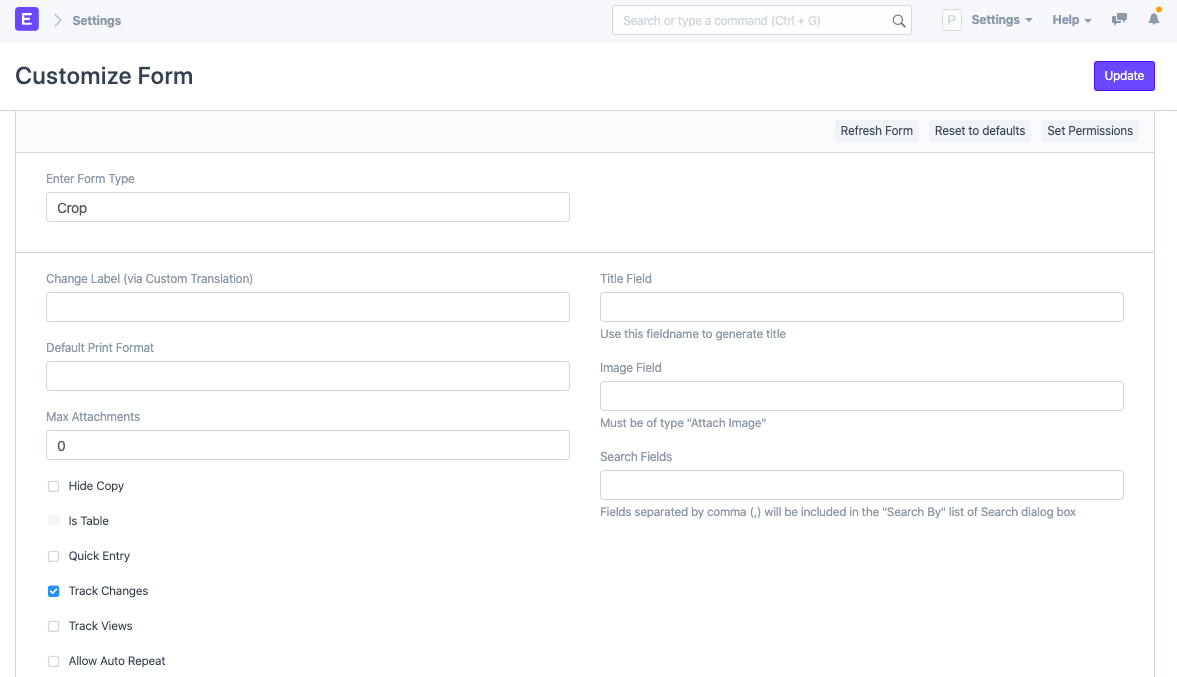 E Settings Search or type a command (Ctrl + G) P Settings Help
Customize Form Update
Refresh Form Reset to defaults Set Permissions
Enter Form Type
Crop
Change Label (via Custom Translation)
Default Print Format
Max Attachments
0
Hide Copy
Is Table
Quick Entry
Track Changes
Track Views
Allow Auto Repeat
Title Field
Use this fieldname to generate title
Image Field
Must be of type "Attach Image"
Search Fields
Fields separated by comma (,) will be included in the "Search By" list of Search dialog box